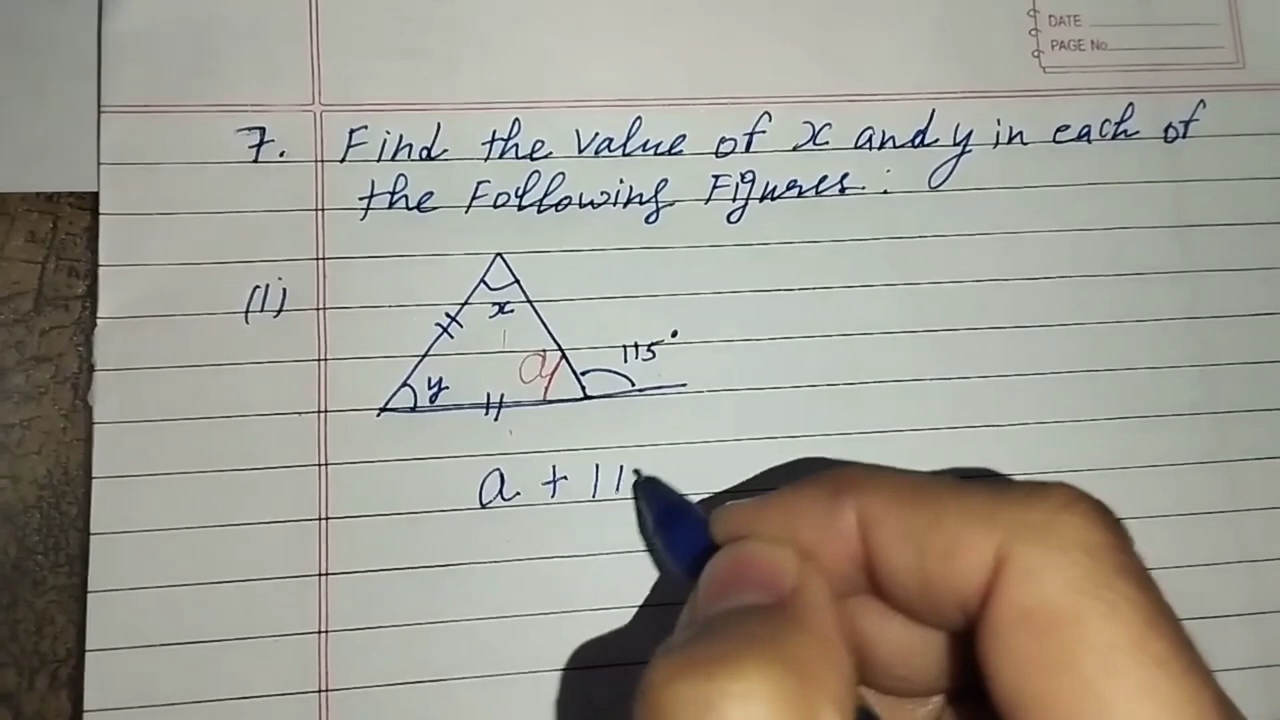 DATE
PAGE No.
7. Find the value of x and y in each of
the Following Figures :
(i)
x
115°
a
y
a + 11